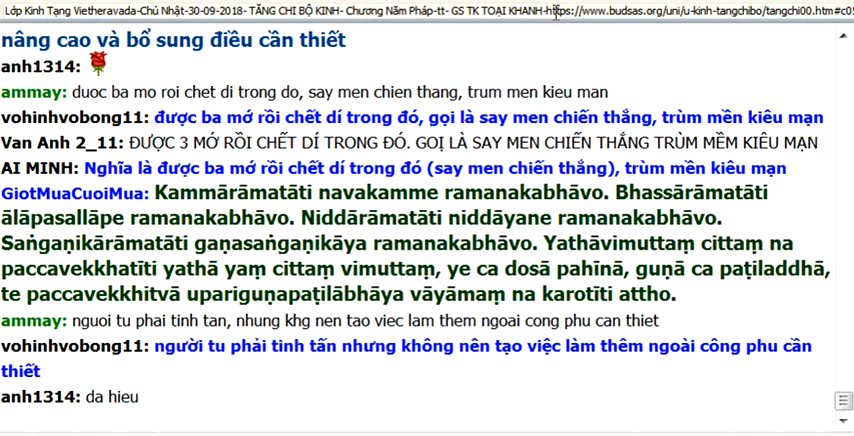 Lớp Kinh Tạng Vietheravada-Chủ Nhật-30-09-2018- TĂNG CHI BỘ KINH- Chương Năm Pháp-tt- GS TK TOẠI KHANH-https://www.budsas.org/uni/u-kinh-tangchibo/tangchi00.htm#c05
nâng cao và bổ sung điều cần thiết
anh1314:
ammay: duoc ba mo roi chet di trong do, say men chien thang, trum men kieu man
vohinhvobong11: được ba mớ rồi chết dí trong đó, gọi là say men chiến thắng, trùm mền kiêu mạn
Van Anh 2_11: ĐƯỢC 3 MỚ RỒI CHẾT DÍ TRONG ĐÓ. GỌỊ LÀ SAY MEN CHIẾN THẮNG TRÙM MỀM KIÊU MẠN
AI MINH: Nghĩa là được ba mớ rồi chết dí trong đó (say men chiến thắng), trùm mền kiêu mạn
GiotMuaCuoiMua: Kammārāmatāti navakamme ramanakabhāvo. Bhassārāmatāti
ālāpasallāpe ramanakabhāvo. Niddārāmatāti niddāyane ramanakabhāvo.
Saṅgaṇikārāmatāti gaṇasaṅgaṇikāya ramanakabhāvo. Yathāvimuttaṃ cittaṃ na
paccavekkhatīti yathā yaṃ cittaṃ vimuttaṃ, ye ca dosā pahīnā, guṇā ca paṭiladdhā,
te paccavekkhitvā upariguṇapaṭilābhāya vāyāmaṃ na karotīti attho.
ammay: nguoi tu phai tinh tan, nhung khg nen tao viec lam them ngoai cong phu can thiet
vohinhvobong11: người tu phải tinh tấn nhưng không nên tạo việc làm thêm ngoài công phu cần
thiết
anh1314: da hieu